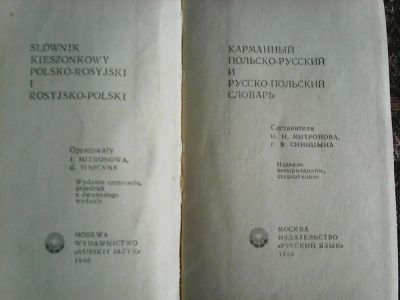 SŁOWNIK
KIESZONKOWY
POLSKO-ROSYJSKI
I
ROSYJSKO-POLSKI
Opracowały
I. MITRONOWA,
G. SINICYNA
Wydanie czternaste,
przedruk
z dwunastego
wydania
MOSKWA
WYDAWNICTWO
«RUSSKIJ JAZYK»
КАРМАННЫЙ
ПОЛЬСКО-РУССКИЙ
И
РУССКО-ПОЛЬСКИЙ
СЛОВАРЬ
Составители
И. Н. МИТРОНОВА,
Г. В. СИНИЦЫНА
Издание
четырнадцатое,
стереотипное
МОСКВА
ИЗДАТЕЛЬСТВО
«РУССКИЙ ЯЗЫК»